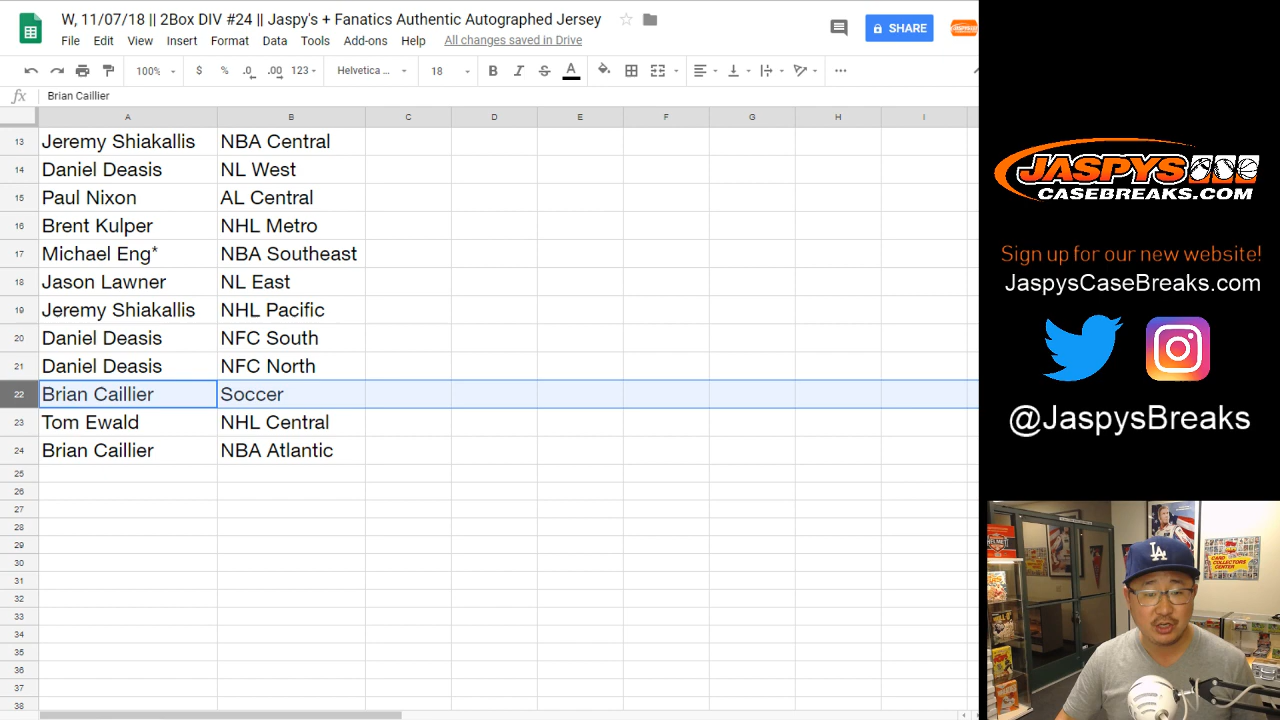 W, 11/07/18 || 2Box DIV #24 || Jaspy's + Fanatics Authentic Autographed Jersey
SHARE
File Edit View Insert Format Data Tools Add-ons Help All changes saved in Drive
100% $ % .0 .00 123 Helvetica ... 18 B I S A
fx Brian Caillier
A B C D E F G H I
13 Jeremy Shiakallis NBA Central
14 Daniel Deasis NL West
15 Paul Nixon AL Central
16 Brent Kulper NHL Metro
17 Michael Eng* NBA Southeast
18 Jason Lawner NL East
19 Jeremy Shiakallis NHL Pacific
20 Daniel Deasis NFC South
21 Daniel Deasis NFC North
22 Brian Caillier Soccer
23 Tom Ewald NHL Central
24 Brian Caillier NBA Atlantic
25
26
27
28
29
30
31
32
33
34
35
36
37
38
JASPYS
CASEBREAKS.COM
Sign up for our new website!
JaspysCaseBreaks.com
@JaspysBreaks
HELMET
CARD
COLLECTORS
CENTER
LA